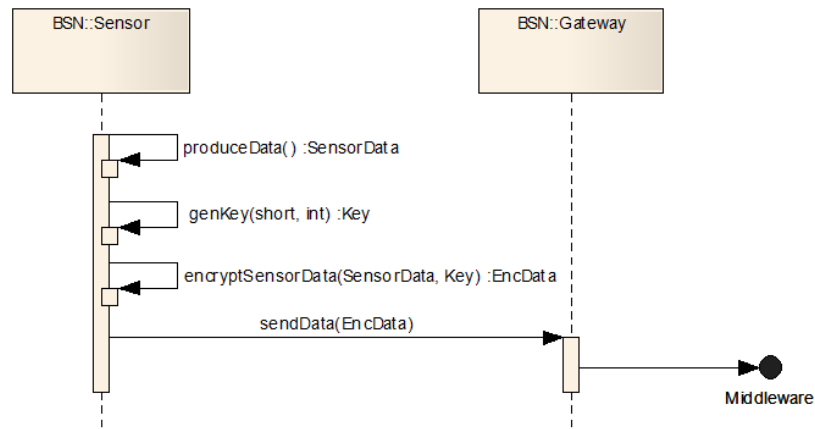 BSN::Sensor
BSN::Gateway
produceData() :SensorData
genKey(short, int) :Key
encryptSensorData(SensorData, Key) :EncData
sendData(EncData)
Middleware